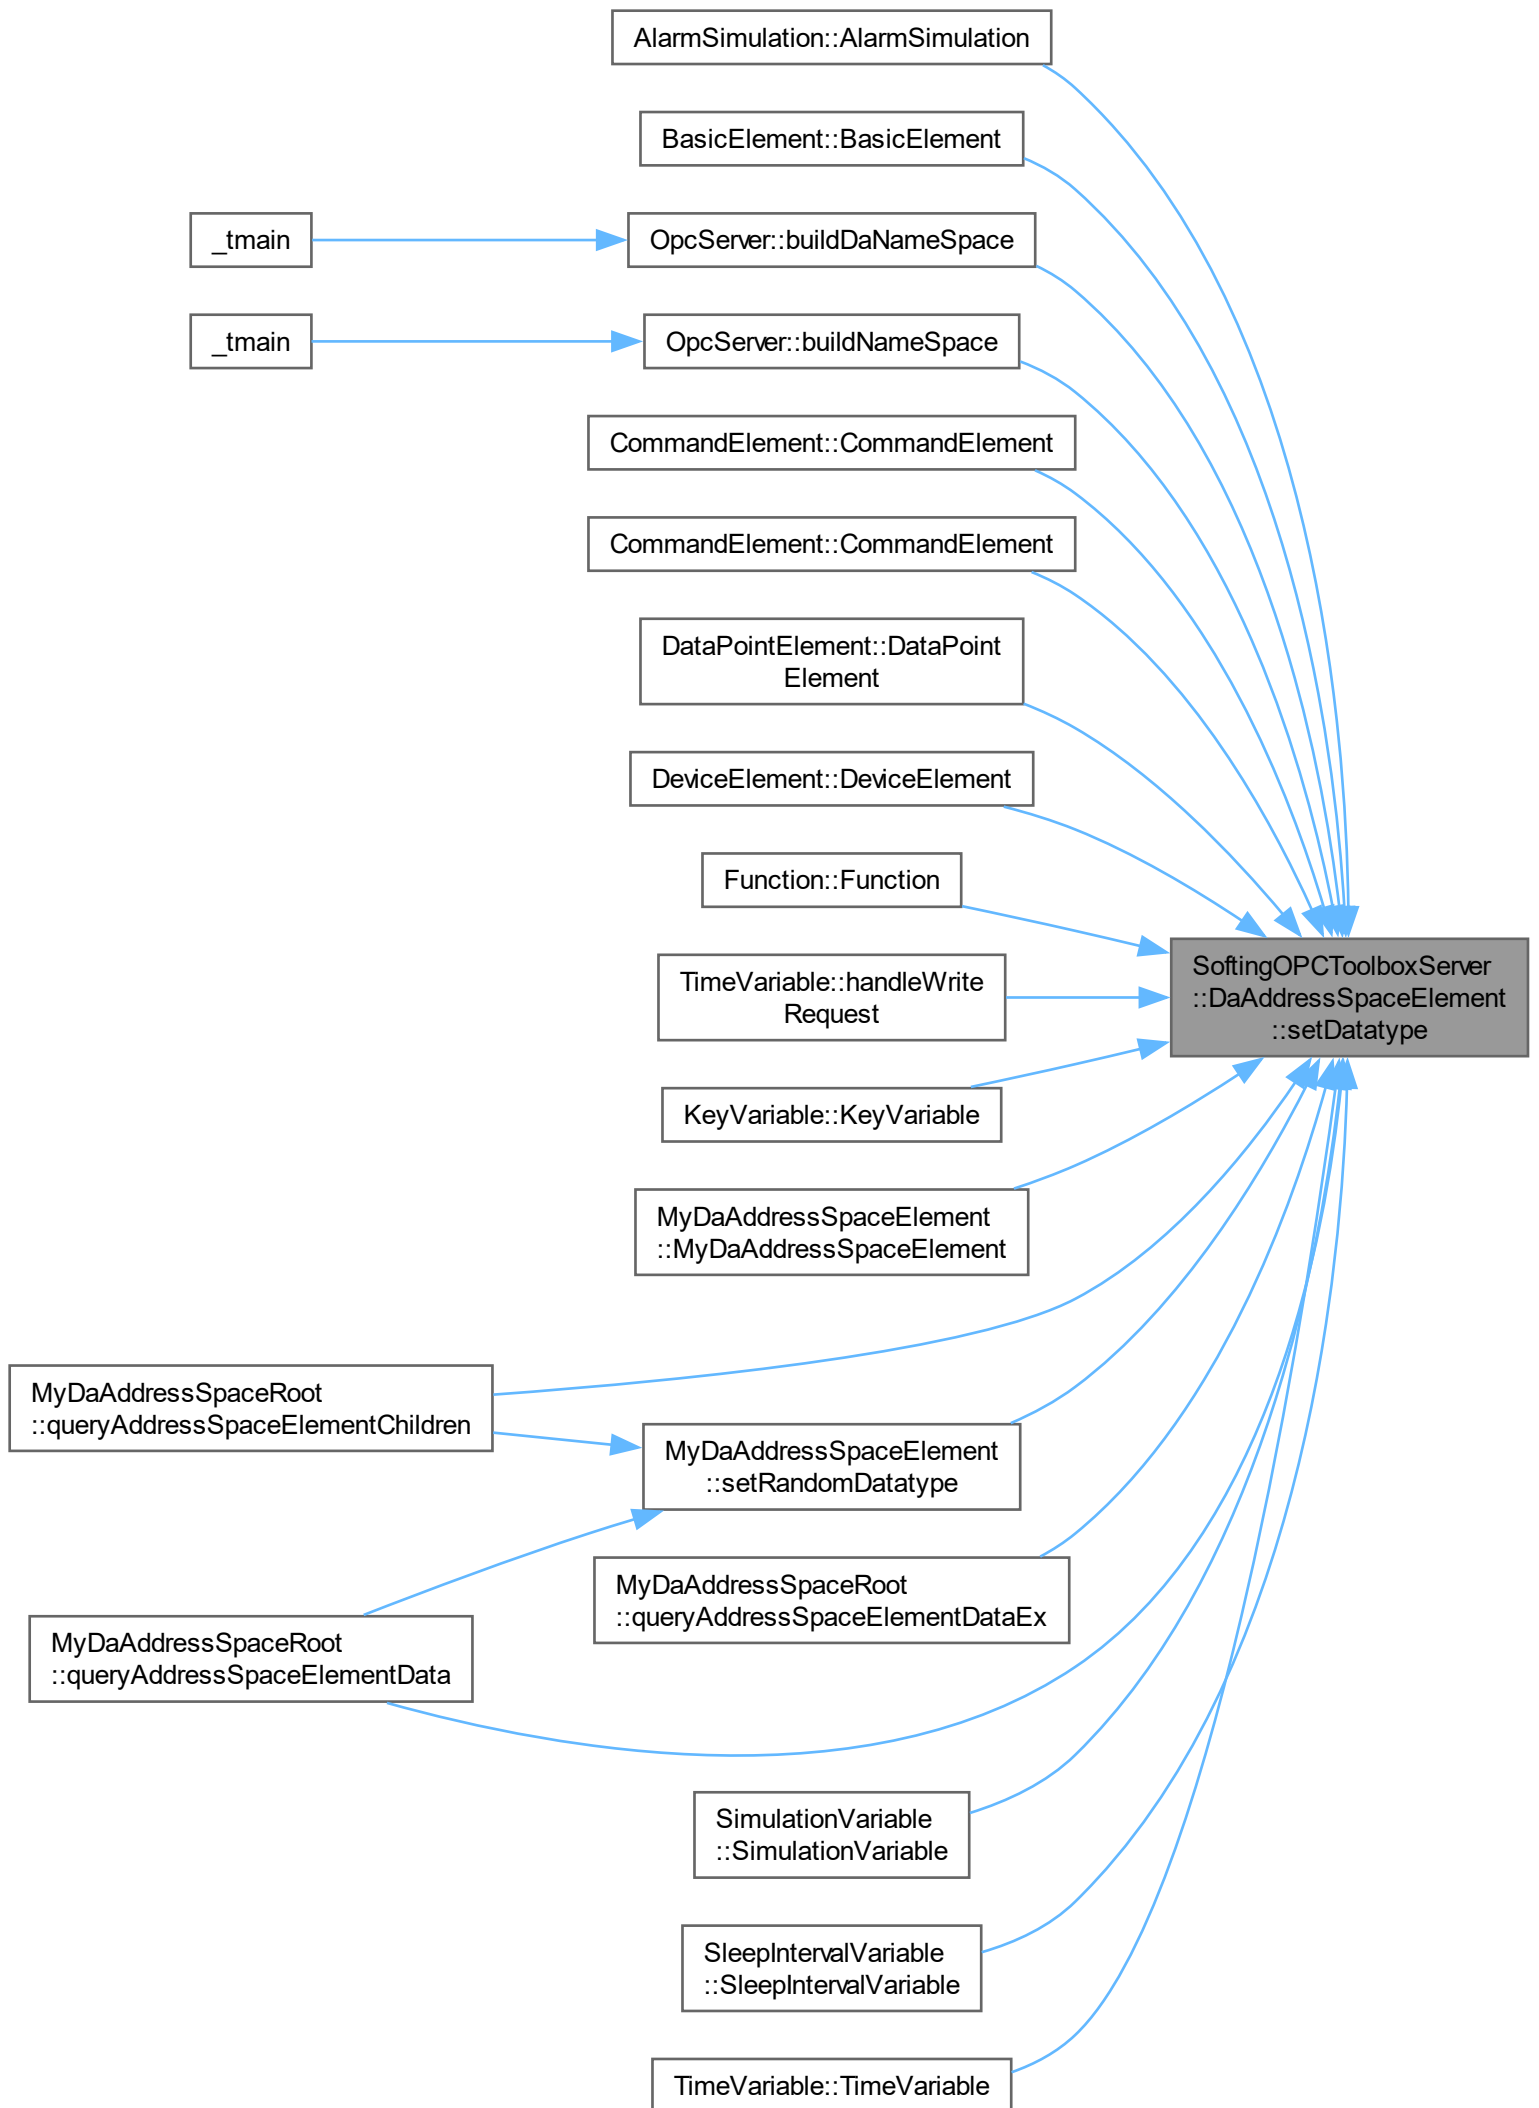 AlarmSimulation::AlarmSimulation
BasicElement::BasicElement
_tmain
OpcServer::buildDaNameSpace
_tmain
OpcServer::buildNameSpace
CommandElement::CommandElement
CommandElement::CommandElement
DataPointElement::DataPoint
Element
DeviceElement::DeviceElement
Function::Function
SoftingOPCToolboxServer
::DaAddressSpaceElement
::setDatatype
TimeVariable::handleWrite
Request
KeyVariable::KeyVariable
MyDaAddressSpaceElement
::MyDaAddressSpaceElement
MyDaAddressSpaceRoot
::queryAddressSpaceElementChildren
MyDaAddressSpaceElement
::setRandomDatatype
MyDaAddressSpaceRoot
::queryAddressSpaceElementDataEx
MyDaAddressSpaceRoot
::queryAddressSpaceElementData
SimulationVariable
::SimulationVariable
SleepIntervalVariable
::SleepIntervalVariable
TimeVariable::TimeVariable